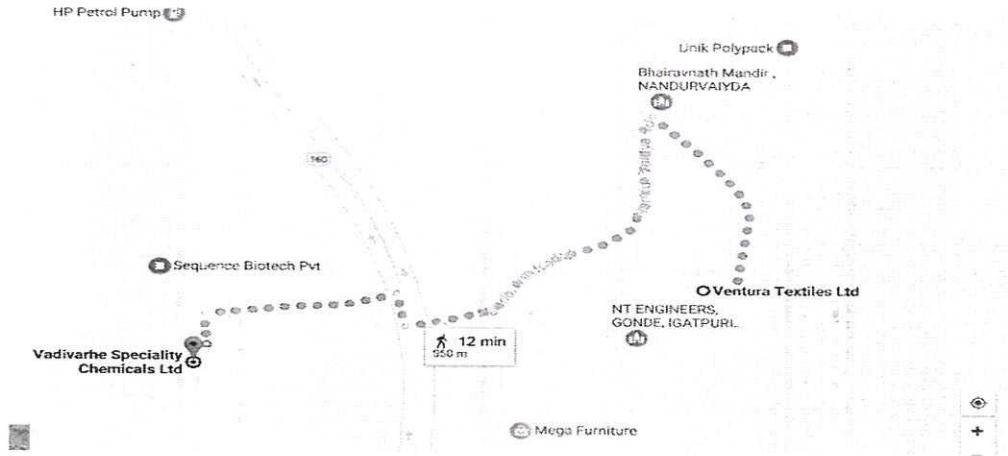 HP Petrol Pump
Unik Polypack
Bhairavnath Mandir,
NANDURVAIYDA
160
Sequence Biotech Pvt
Ventura Textiles Ltd
NT ENGINEERS,
GONDE, IGATPURI..
12 min
950 m
Vadivarhe Speciality
Chemicals Ltd
Mega Furniture
+